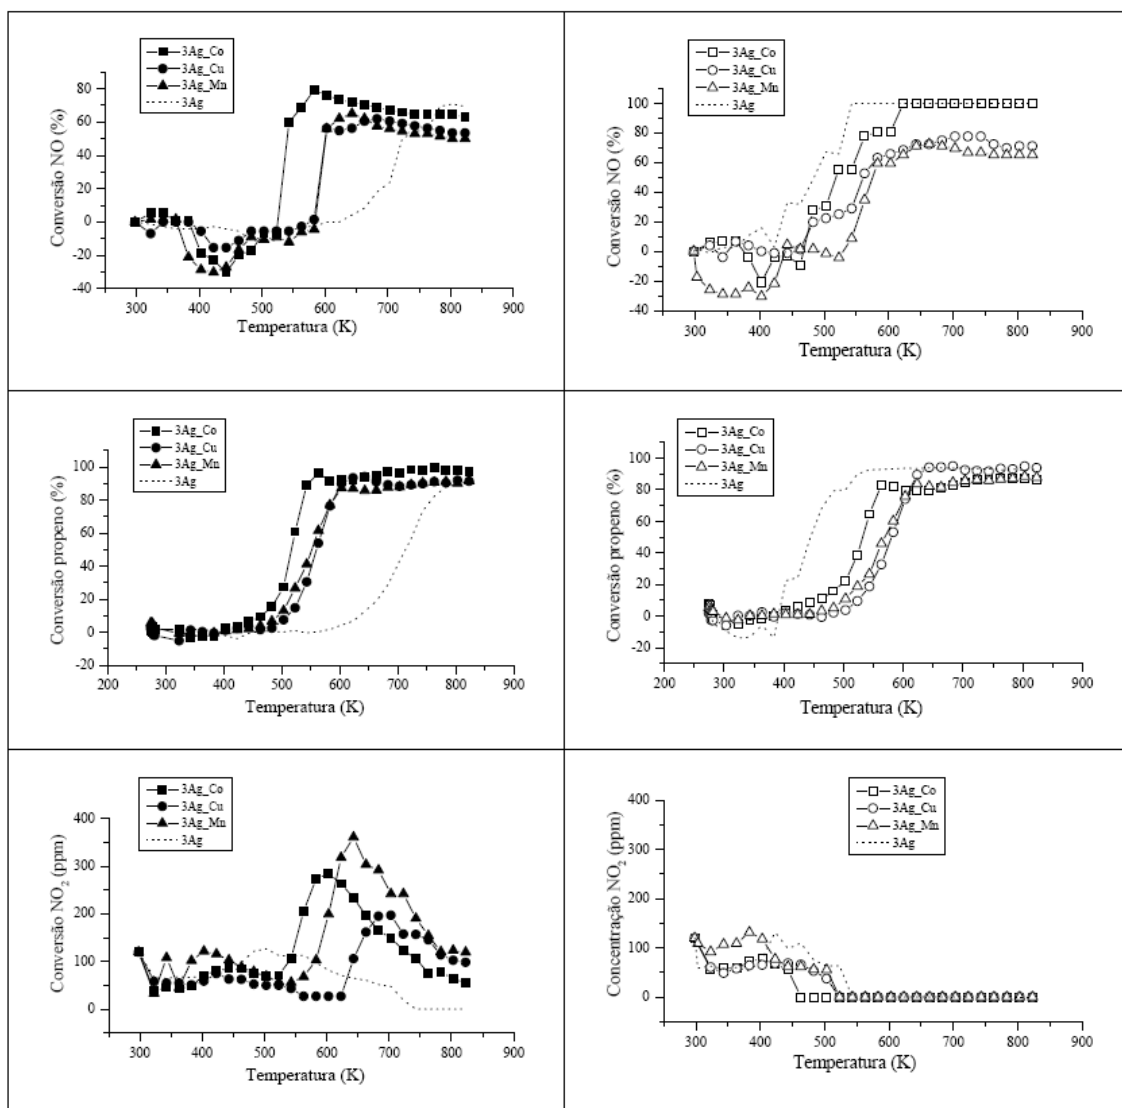 3Ag_Co
3Ag_Cu
3Ag_Mn
3Ag
80
60
40
20
0
-20
-40
Conversão NO (%)
300 400 500 600 700 800 900
Temperatura (K)
3Ag_Co
3Ag_Cu
3Ag_Mn
3Ag
100
80
60
40
20
0
-20
-40
Conversão NO (%)
300 400 500 600 700 800 900
Temperatura (K)
3Ag_Co
3Ag_Cu
3Ag_Mn
3Ag
100
80
60
40
20
0
-20
Conversão propeno (%)
200 300 400 500 600 700 800 900
Temperatura (K)
3Ag_Co
3Ag_Cu
3Ag_Mn
3Ag
100
80
60
40
20
0
-20
Conversão propeno (%)
200 300 400 500 600 700 800 900
Temperatura (K)
3Ag_Co
3Ag_Cu
3Ag_Mn
3Ag
400
300
200
100
0
Conversão NO₂ (ppm)
300 400 500 600 700 800 900
Temperatura (K)
3Ag_Co
3Ag_Cu
3Ag_Mn
3Ag
400
300
200
100
0
Concentração NO₂ (ppm)
300 400 500 600 700 800 900
Temperatura (K)